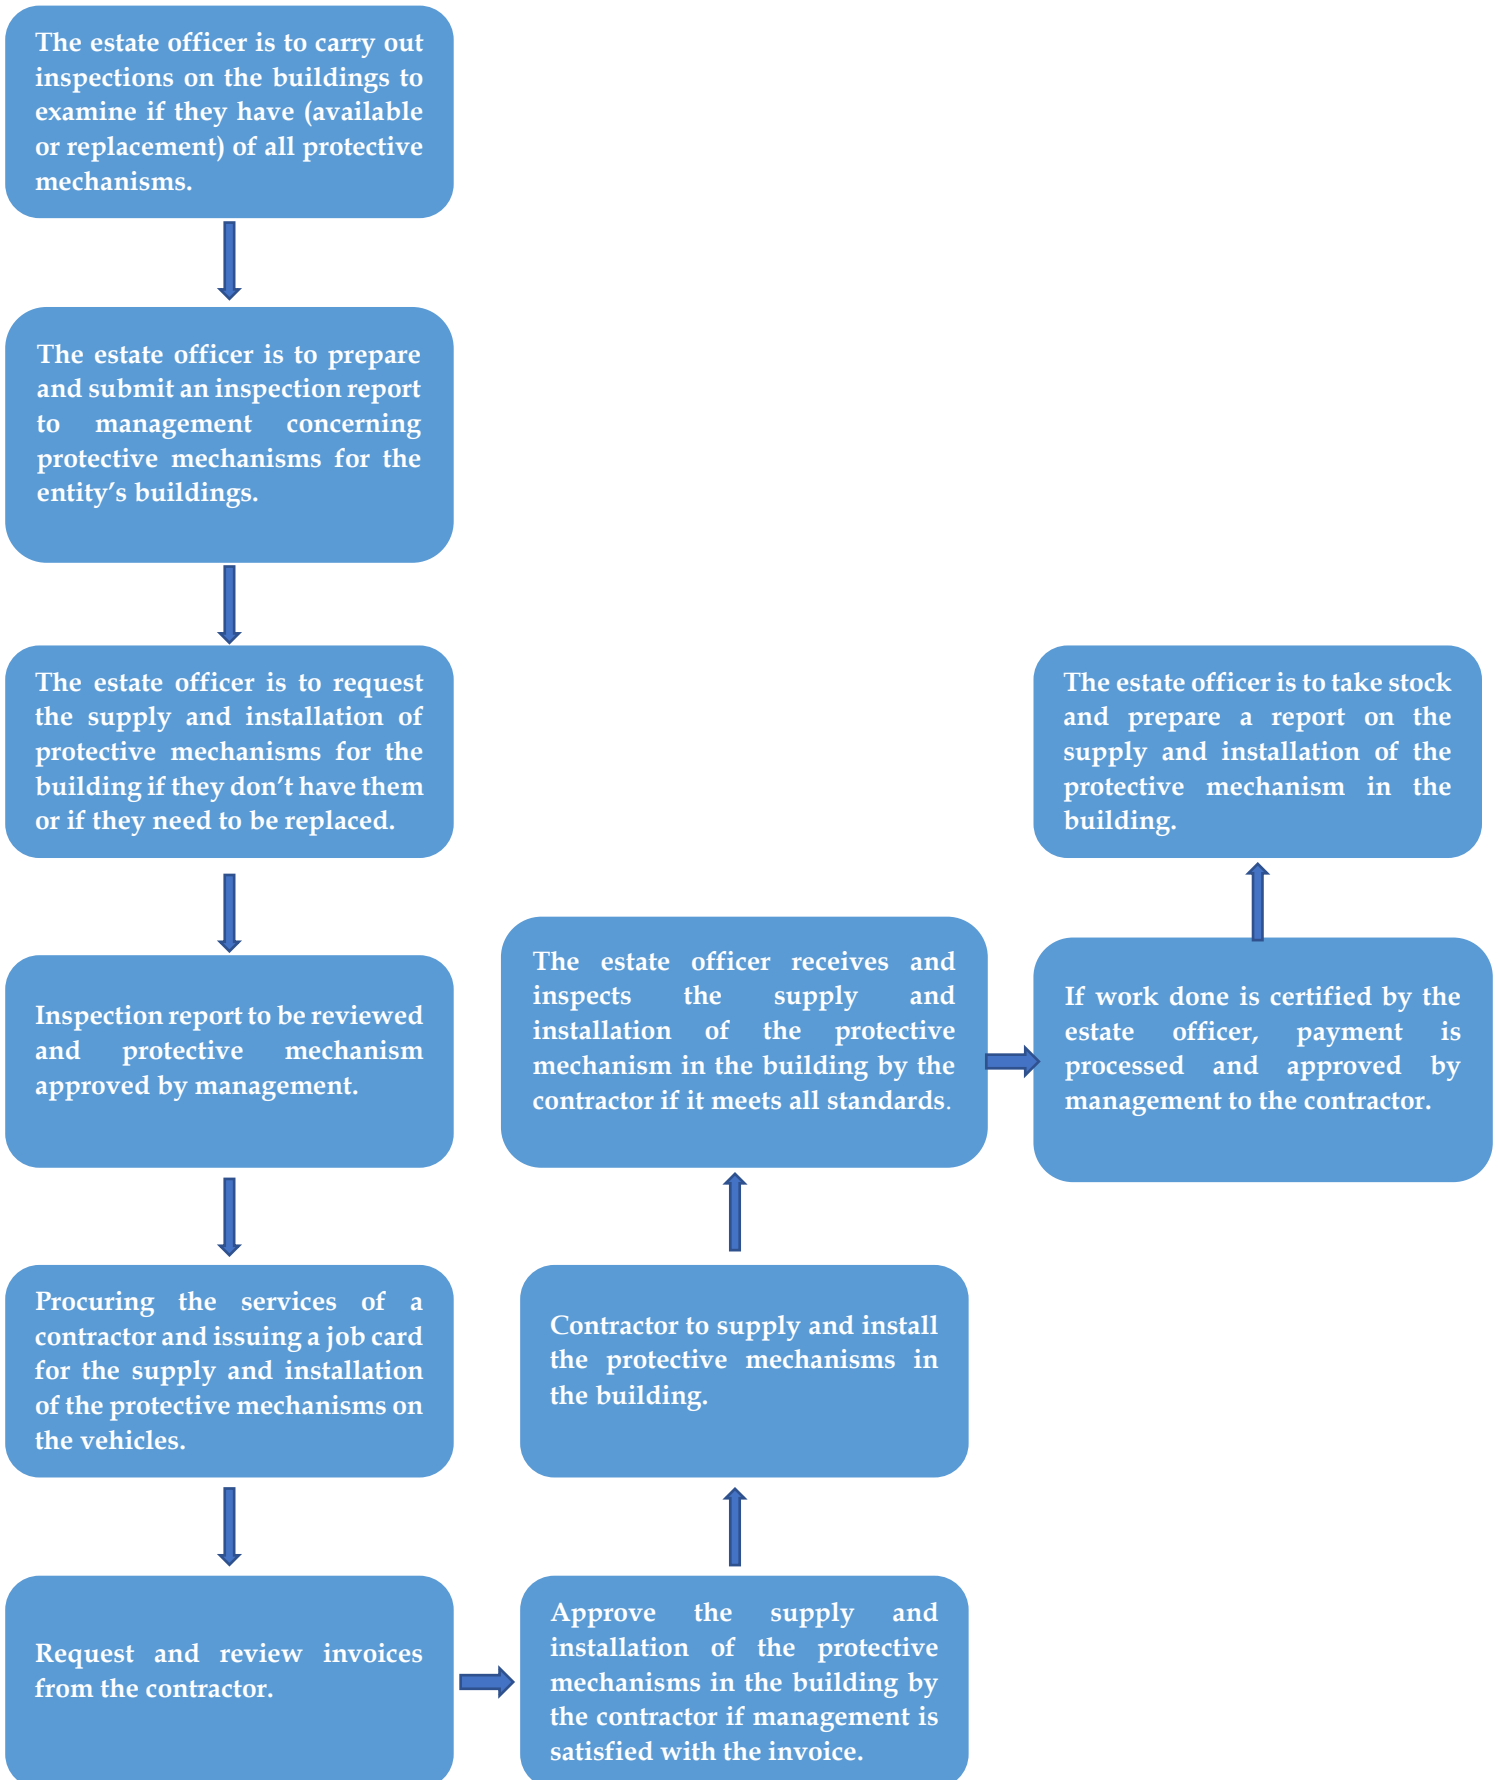 The estate officer is to carry out
inspections on the buildings to
examine if they have (available
or replacement) of all protective
mechanisms.
The estate officer is to prepare
and submit an inspection report
to management concerning
protective mechanisms for the
entity’s buildings.
The estate officer is to request
the supply and installation of
protective mechanisms for the
building if they don’t have them
or if they need to be replaced.
Inspection report to be reviewed
and protective mechanism
approved by management.
Procuring the services of a
contractor and issuing a job card
for the supply and installation
of the protective mechanisms on
the vehicles.
Request and review invoices
from the contractor.
Approve the supply and
installation of the protective
mechanisms in the building by
the contractor if management is
satisfied with the invoice.
Contractor to supply and install
the protective mechanisms in
the building.
The estate officer receives and
inspects the supply and
installation of the protective
mechanism in the building by the
contractor if it meets all standards.
If work done is certified by the
estate officer, payment is
processed and approved by
management to the contractor.
The estate officer is to take stock
and prepare a report on the
supply and installation of the
protective mechanism in the
building.